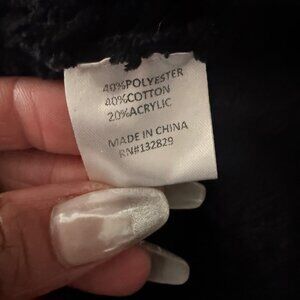 40%POLYESTER
40%COTTON
20%ACRYLIC
MADE IN CHINA
RN#132829